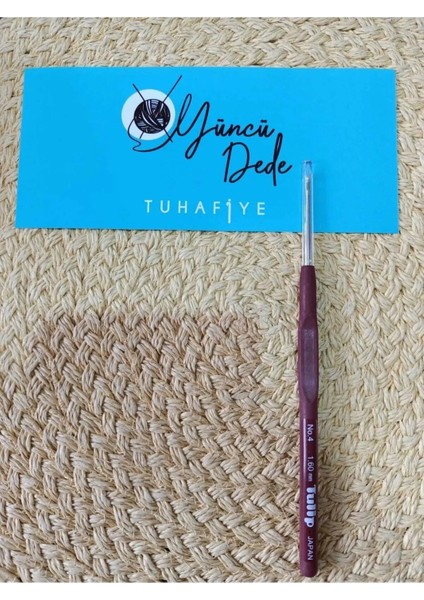 Yüncü
Dede
TUHAFİYE
No.4 1.60 mm Tulip JAPAN